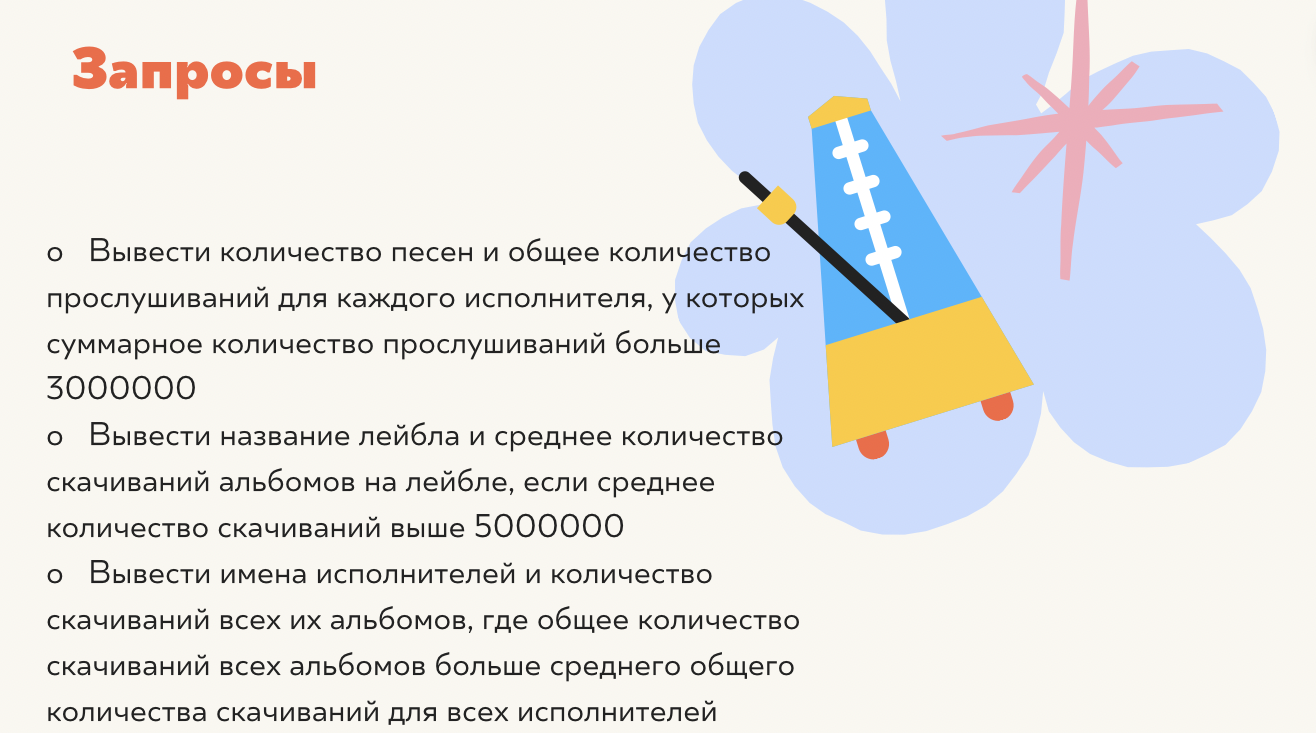 Запросы
o Вывести количество песен и общее количество
прослушиваний для каждого исполнителя, у которых
суммарное количество прослушиваний больше
3000000
o Вывести название лейбла и среднее количество
скачиваний альбомов на лейбле, если среднее
количество скачиваний выше 5000000
o Вывести имена исполнителей и количество
скачиваний всех их альбомов, где общее количество
скачиваний всех альбомов больше среднего общего
количества скачиваний для всех исполнителей